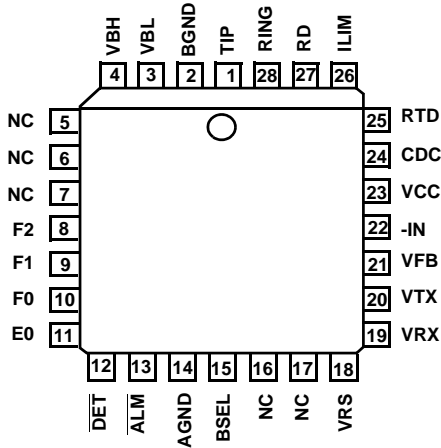 VBH VBL BGND TIP RING RD ILIM
4 3 2 1 28 27 26
NC 5 25 RTD
NC 6 24 CDC
NC 7 23 VCC
F2 8 22 -IN
F1 9 21 VFB
F0 10 20 VTX
E0 11 19 VRX
12 13 14 15 16 17 18
DET ALM AGND BSEL NC NC VRS